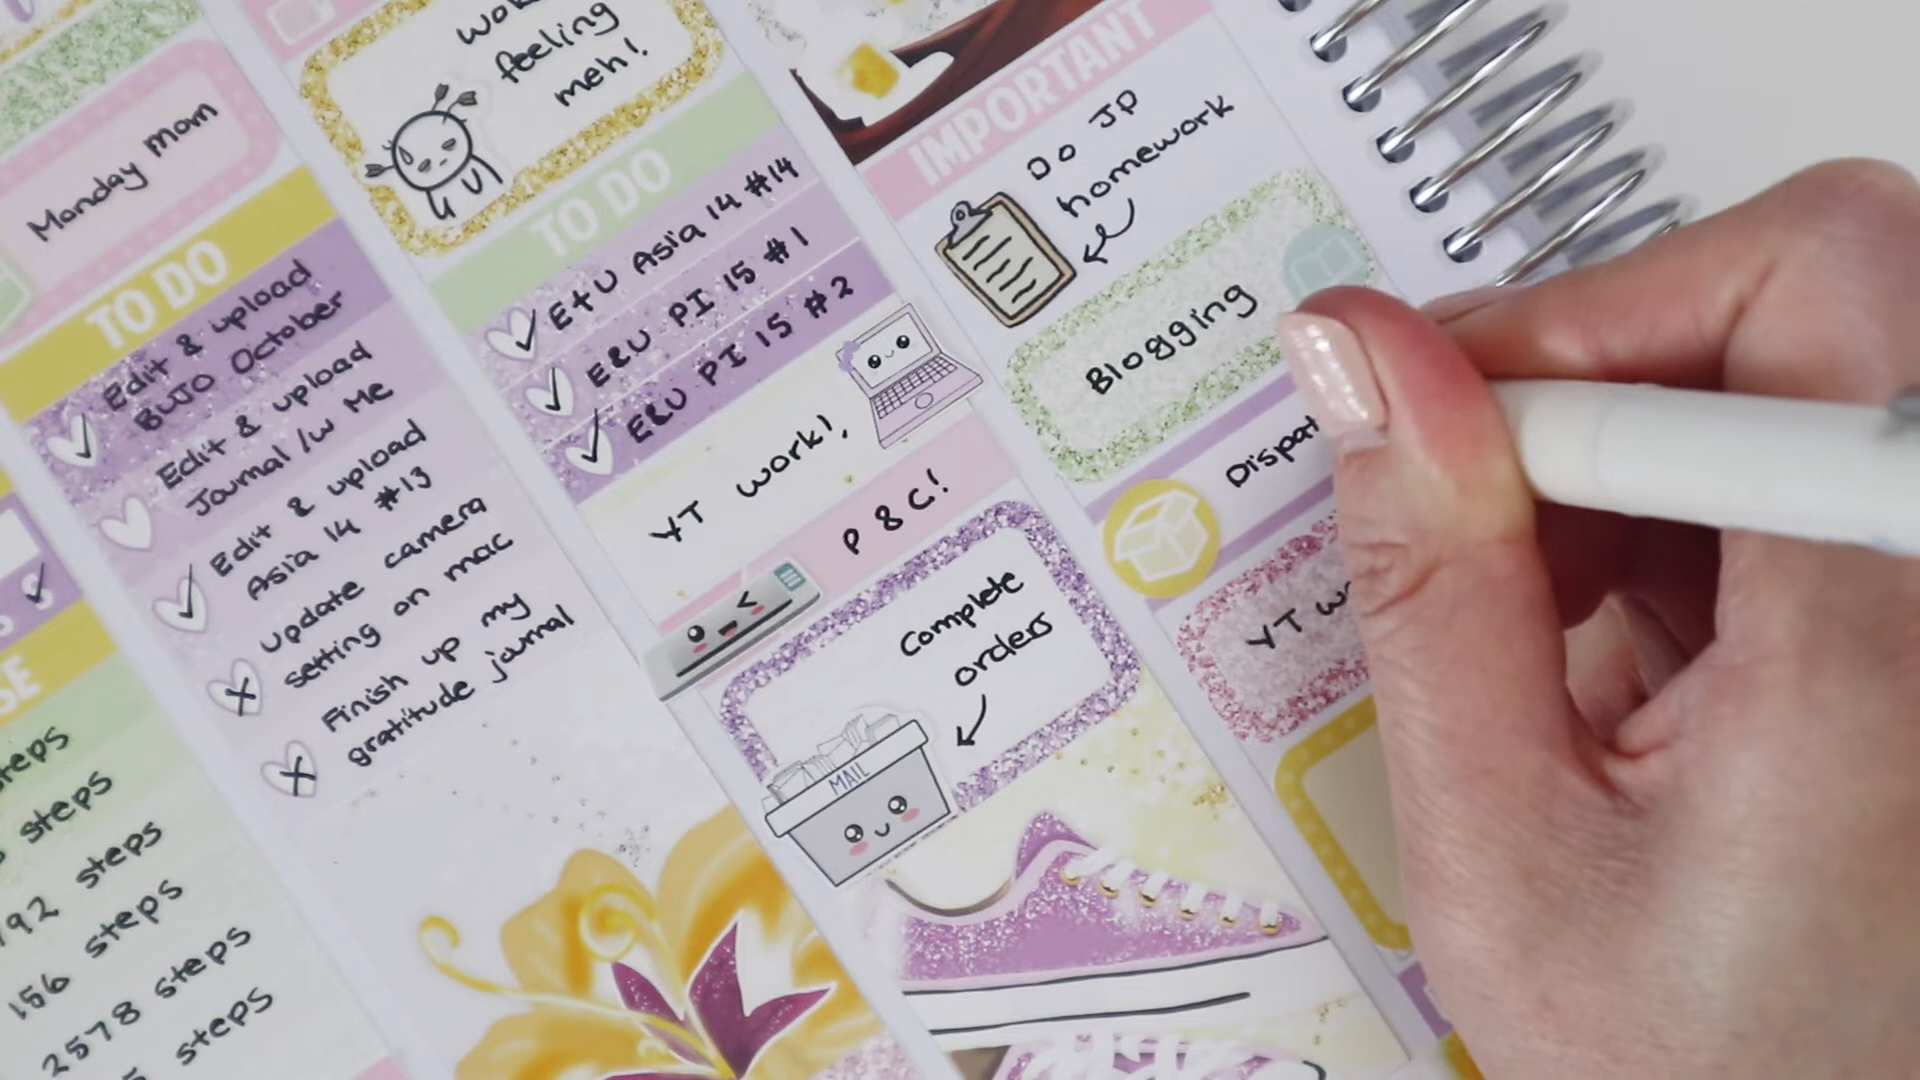 Monday mom
TO DO
Edit & upload
BUJO October
Edit & upload
Journal /w Me
Edit & upload
Asia 14 #13
update camera
setting on mac
Finish up my
gratitude journal
steps
steps
steps
156 steps
2578 steps
steps
feeling
meh!
TO DO
E+U Asia 14 #14
E&U PI 15 #1
E&U PI 15 #2
YT work!
P & C!
Complete
orders
MAIL
IMPORTANT
Do JP
homework
Blogging
YT